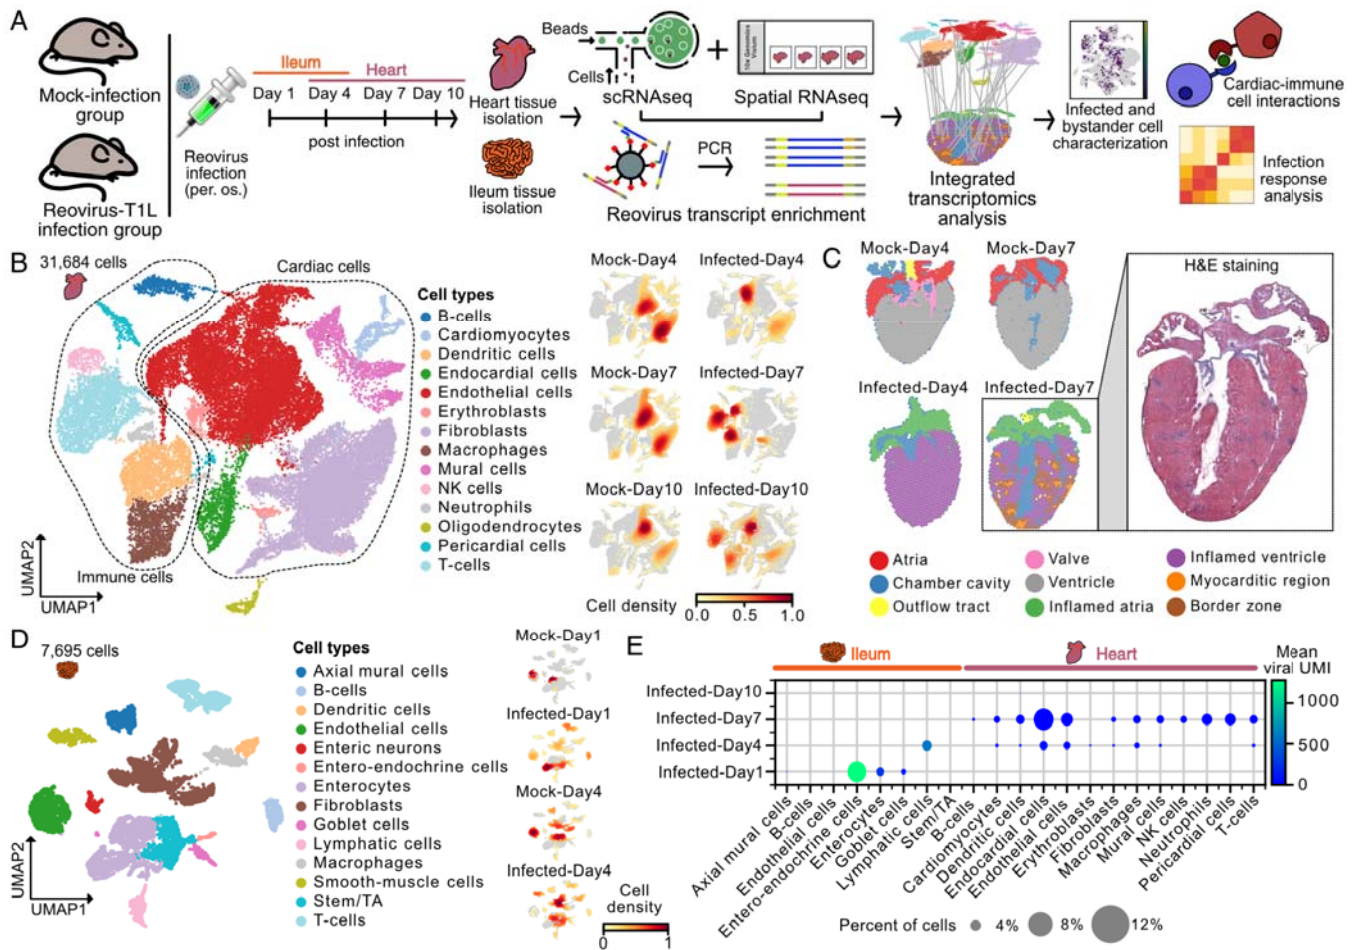 A
Mock-infection
group
Reovirus-T1L
infection group
Reovirus
infection
(per. os.)
Ileum
Heart
Day 1 Day 4 Day 7 Day 10
post infection
Heart tissue
isolation
Ileum tissue
isolation
Beads
Cells
scRNAseq
+
10x Genomics
Visium
Spatial RNAseq
PCR
Reovirus transcript enrichment
Integrated
transcriptomics
analysis
Infected and
bystander cell
characterization
Cardiac-immune
cell interactions
Infection
response
analysis
B
31,684 cells
Cardiac cells
Immune cells
UMAP2
UMAP1
Cell types
B-cells
Cardiomyocytes
Dendritic cells
Endocardial cells
Endothelial cells
Erythroblasts
Fibroblasts
Macrophages
Mural cells
NK cells
Neutrophils
Oligodendrocytes
Pericardial cells
T-cells
Mock-Day4 Infected-Day4
Mock-Day7 Infected-Day7
Mock-Day10 Infected-Day10
Cell density
0.0 0.5 1.0
C
Mock-Day4 Mock-Day7
Infected-Day4 Infected-Day7
H&E staining
Atria
Chamber cavity
Outflow tract
Valve
Ventricle
Inflamed atria
Inflamed ventricle
Myocarditic region
Border zone
D
7,695 cells
UMAP2
UMAP1
Cell types
Axial mural cells
B-cells
Dendritic cells
Endothelial cells
Enteric neurons
Entero-endocrine cells
Enterocytes
Fibroblasts
Goblet cells
Lymphatic cells
Macrophages
Smooth-muscle cells
Stem/TA
T-cells
Mock-Day1
Infected-Day1
Mock-Day4
Infected-Day4
Cell
density
0 1
E
Ileum
Heart
Mean
viral UMI
1000
500
0
Infected-Day10
Infected-Day7
Infected-Day4
Infected-Day1
Axial mural cells
B-cells
Endothelial cells
Entero-endocrine cells
Enterocytes
Goblet cells
Lymphatic cells
Stem/TA
B-cells
Cardiomyocytes
Dendritic cells
Endocardial cells
Endothelial cells
Erythroblasts
Fibroblasts
Macrophages
Mural cells
NK cells
Neutrophils
Pericardial cells
T-cells
Percent of cells 4% 8% 12%